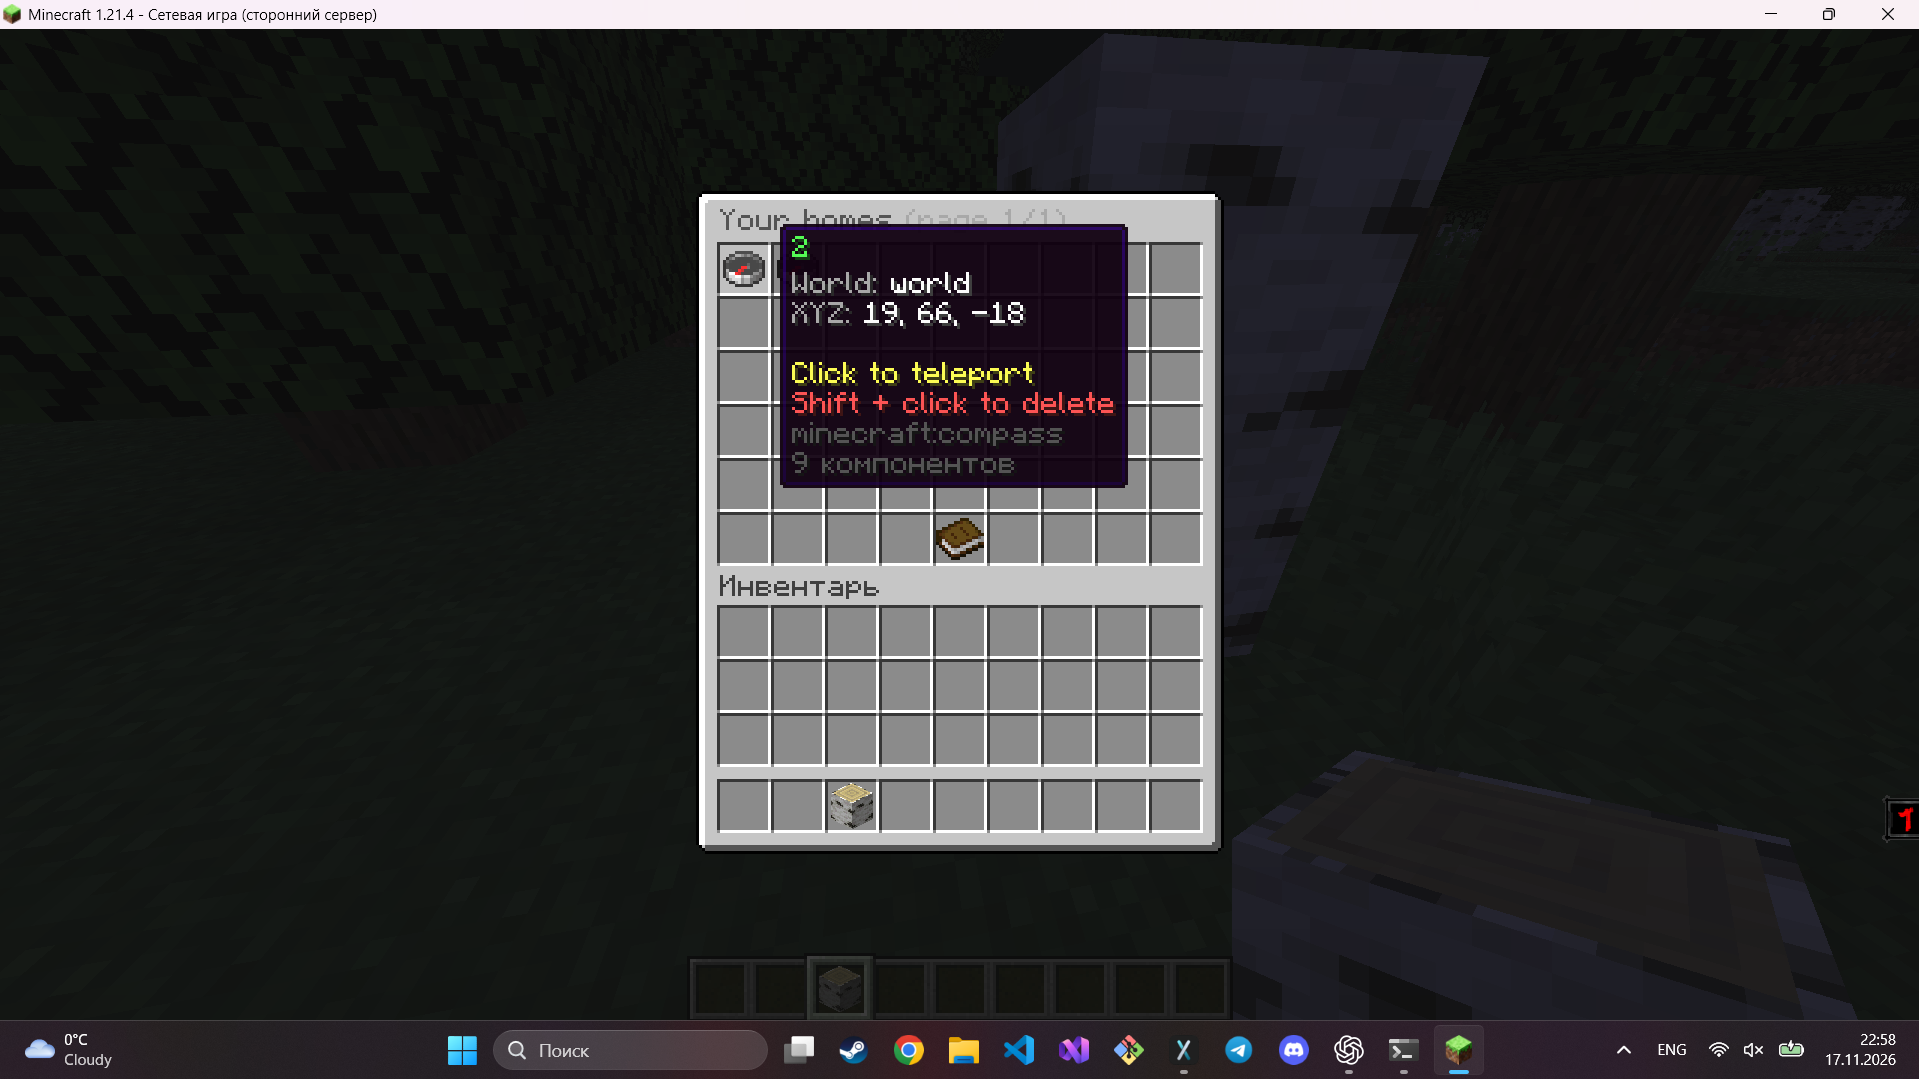 Minecraft 1.21.4 - Сетевая игра (сторонний сервер)
Your homes (page 1/1)
2
World: world
XYZ: 19, 66, -18
Click to teleport
Shift + click to delete
minecraft:compass
9 компонентов
Инвентарь
0°C
Cloudy
Поиск
ENG
22:58
17.11.2026